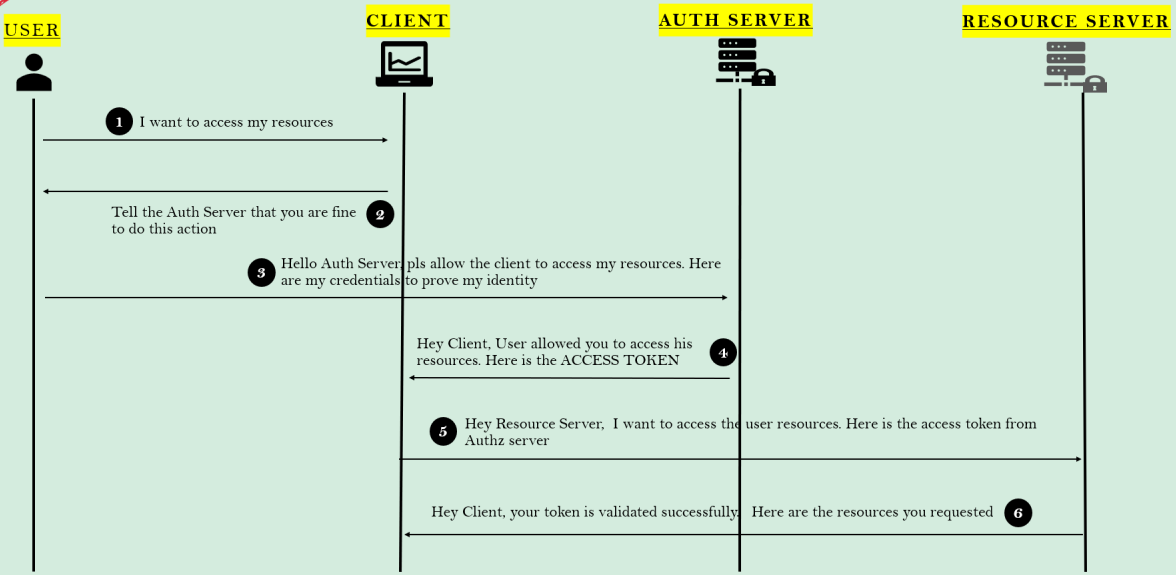 USER
CLIENT
AUTH SERVER
RESOURCE SERVER
1 I want to access my resources
Tell the Auth Server that you are fine 2
to do this action
3 Hello Auth Server, pls allow the client to access my resources. Here
are my credentials to prove my identity
Hey Client, User allowed you to access his 4
resources. Here is the ACCESS TOKEN
5 Hey Resource Server, I want to access the user resources. Here is the access token from
Authz server
Hey Client, your token is validated successfully. Here are the resources you requested 6